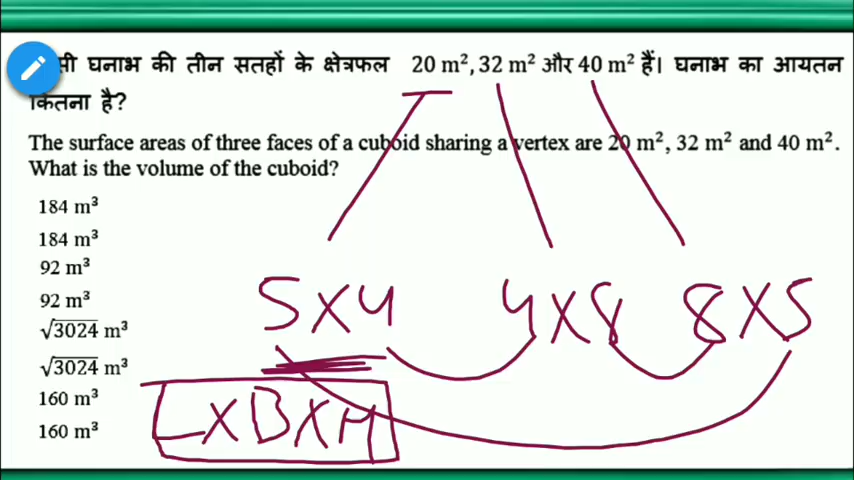 घनाभ की तीन सतहों के क्षेत्रफल 20 m², 32 m² और 40 m² हैं। घनाभ का आयतन
कितना है?
The surface areas of three faces of a cuboid sharing a vertex are 20 m², 32 m² and 40 m².
What is the volume of the cuboid?
184 m³
184 m³
92 m³
92 m³
√3024 m³
√3024 m³
160 m³
160 m³
5X4 4X8 8X5
LXBXH